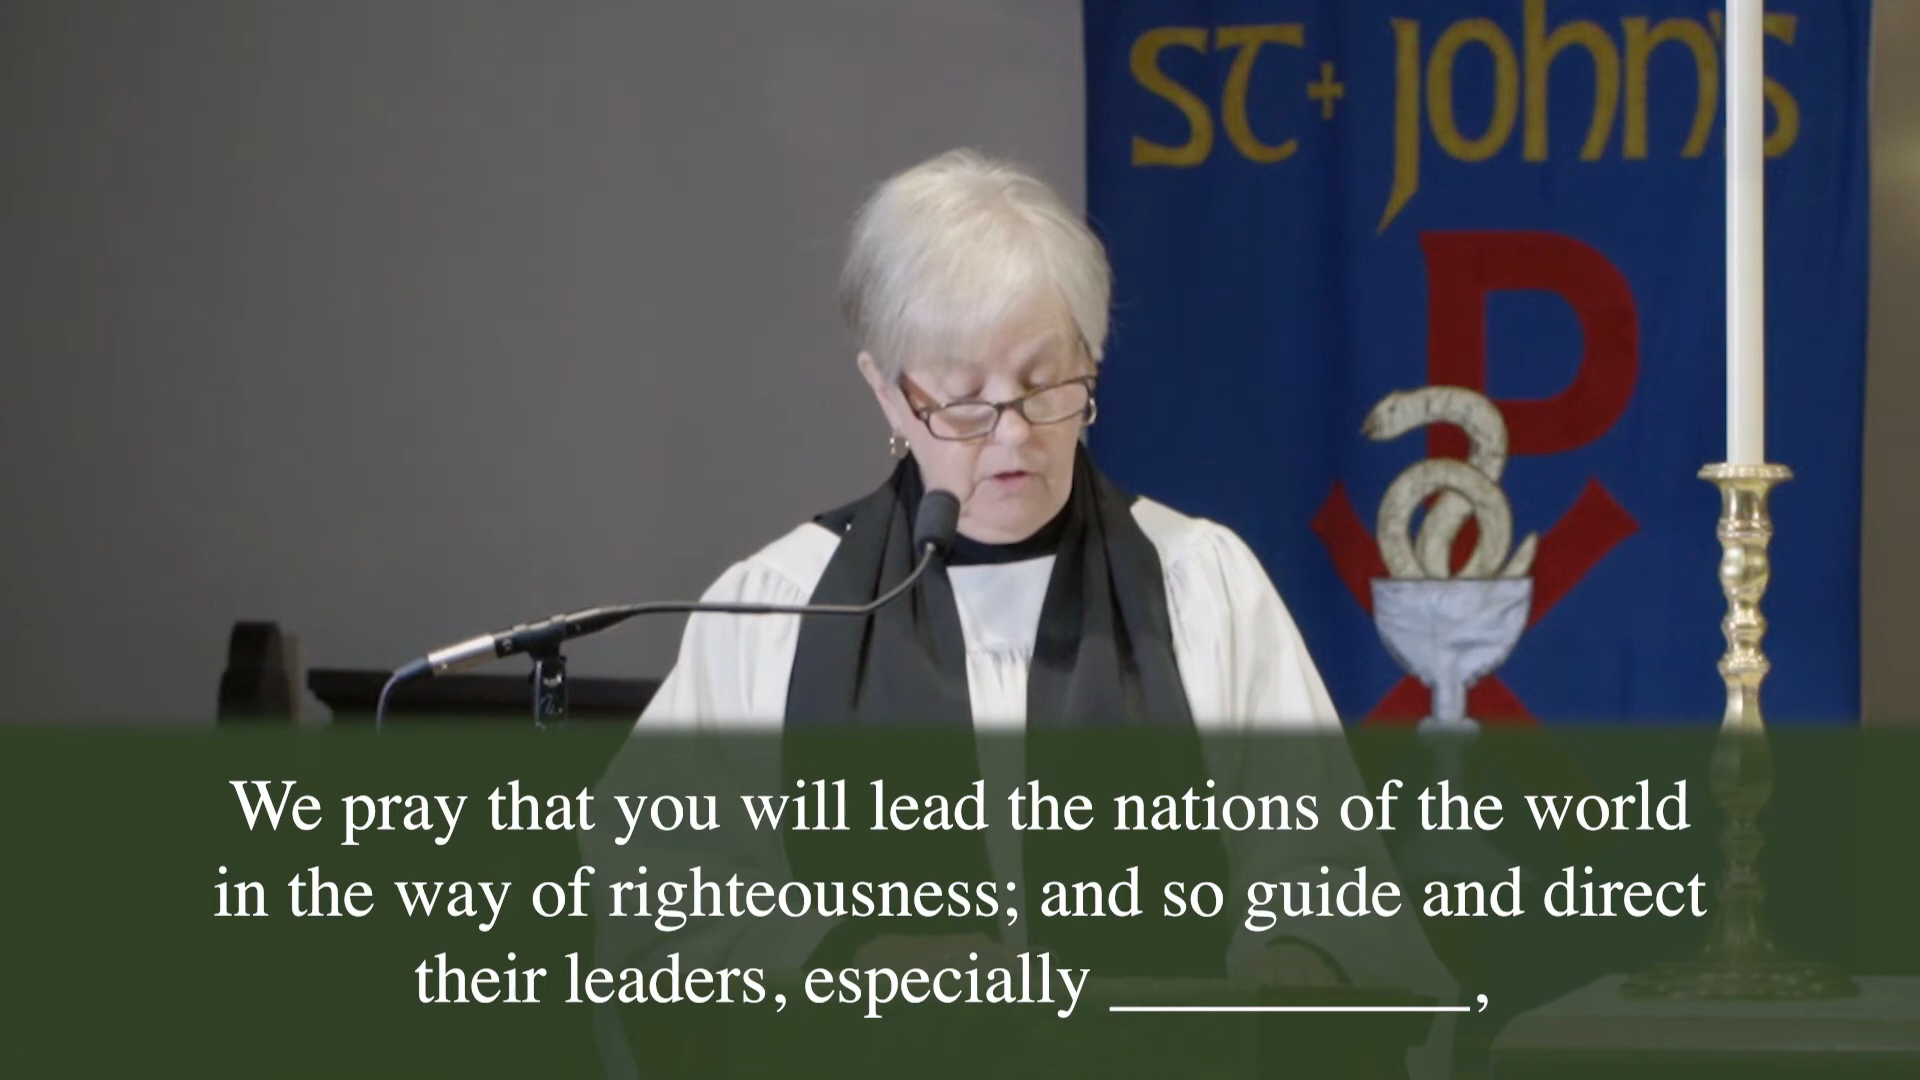 ST + John's
We pray that you will lead the nations of the world
in the way of righteousness; and so guide and direct
their leaders, especially __________,